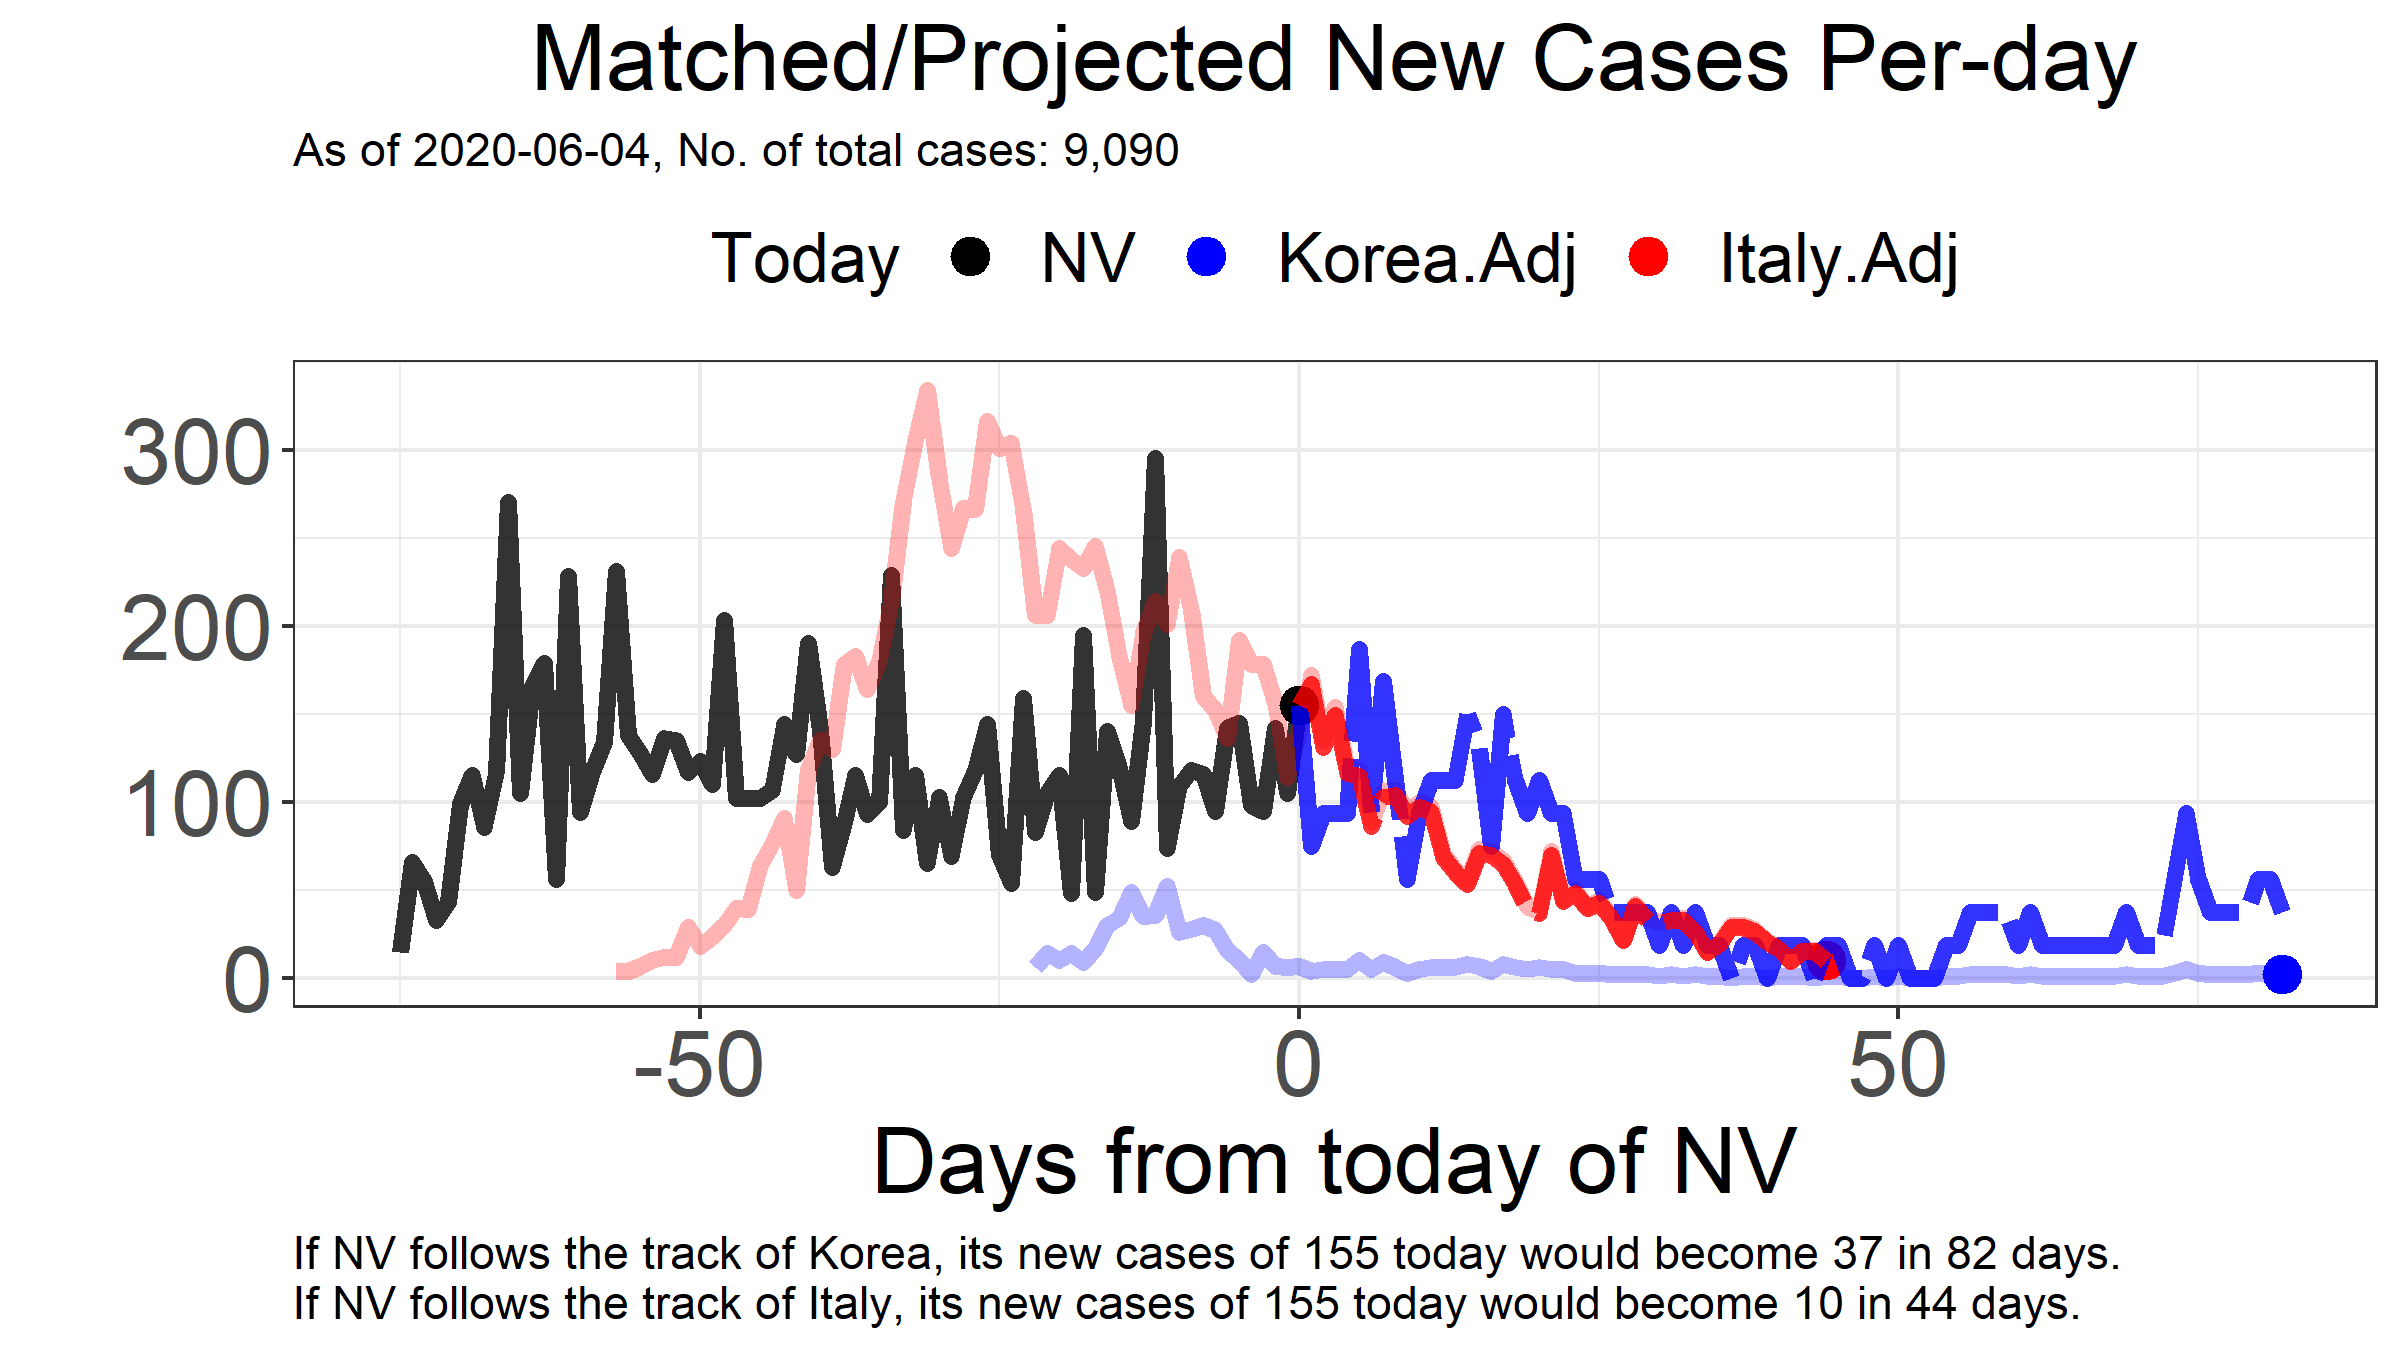 Matched/Projected New Cases Per-day
As of 2020-06-04, No. of total cases: 9,090
Today NV Korea.Adj Italy.Adj
300
200
100
0
-50 0 50
Days from today of NV
If NV follows the track of Korea, its new cases of 155 today would become 37 in 82 days.
If NV follows the track of Italy, its new cases of 155 today would become 10 in 44 days.